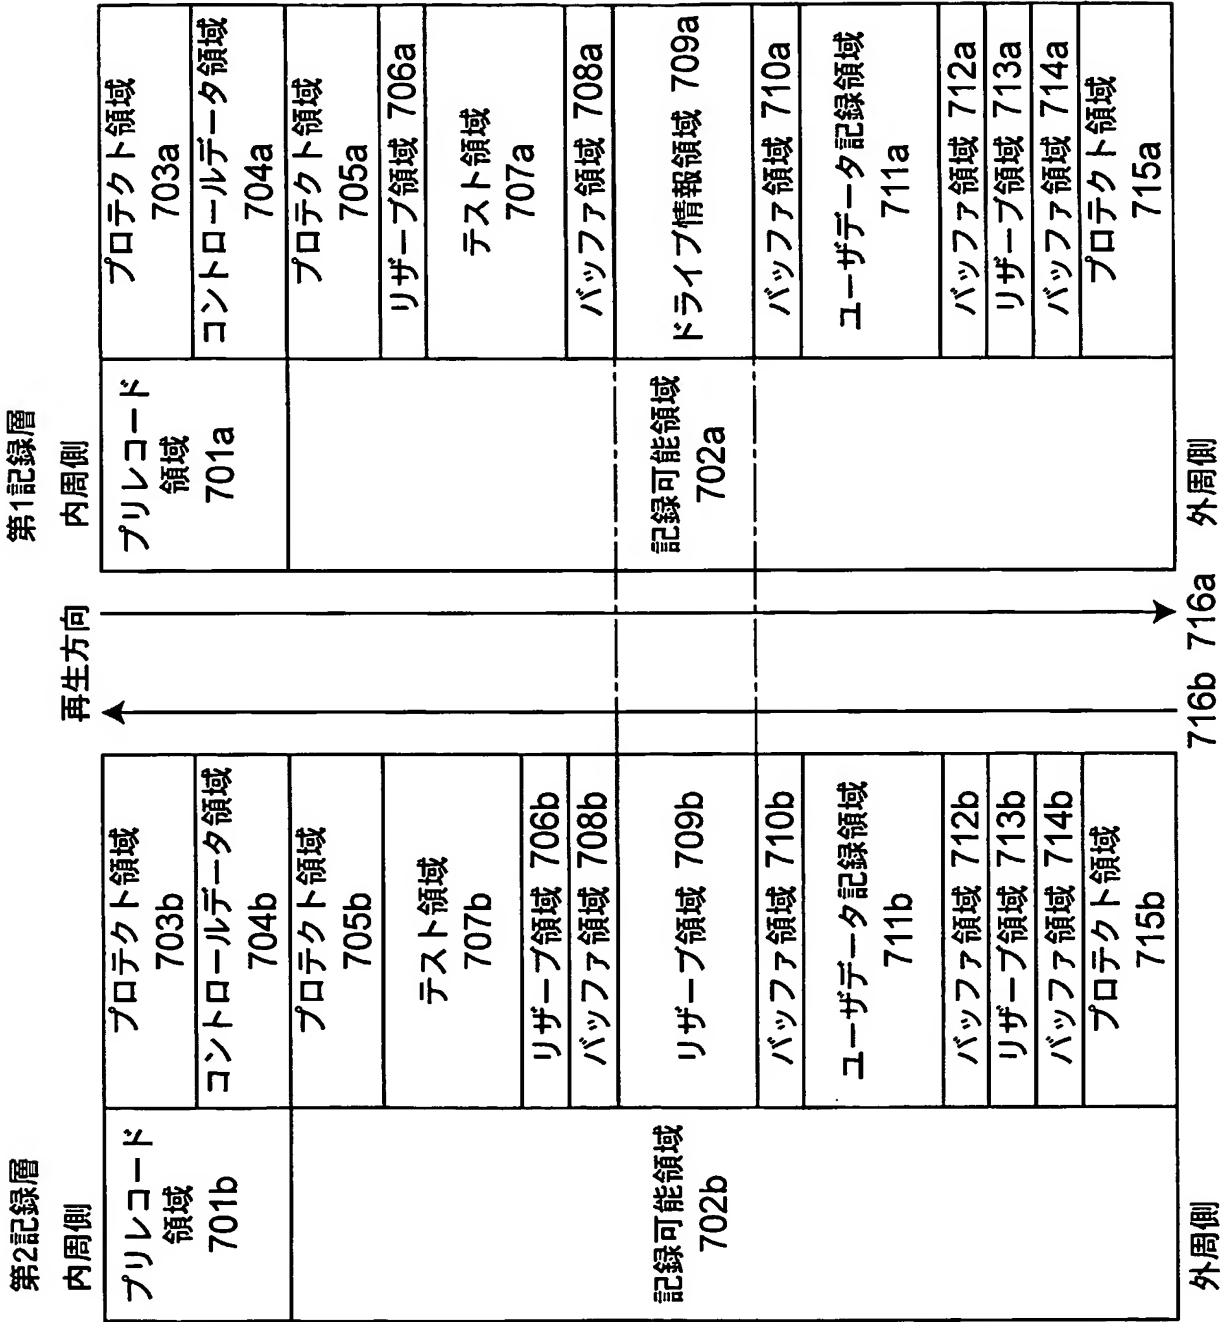 第1記録層
内周側
プリレコード
領域
701a
記録可能領域
702a
外周側
プロテクト領域
703a
コントロールデータ領域
704a
プロテクト領域
705a
リザーブ領域 706a
テスト領域
707a
バッファ領域 708a
ドライブ情報領域 709a
バッファ領域 710a
ユーザデータ記録領域
711a
バッファ領域 712a
リザーブ領域 713a
バッファ領域 714a
プロテクト領域
715a
再生方向
716b 716a
第2記録層
内周側
プリレコード
領域
701b
記録可能領域
702b
外周側
プロテクト領域
703b
コントロールデータ領域
704b
プロテクト領域
705b
テスト領域
707b
リザーブ領域 706b
バッファ領域 708b
リザーブ領域 709b
バッファ領域 710b
ユーザデータ記録領域
711b
バッファ領域 712b
リザーブ領域 713b
バッファ領域 714b
プロテクト領域
715b